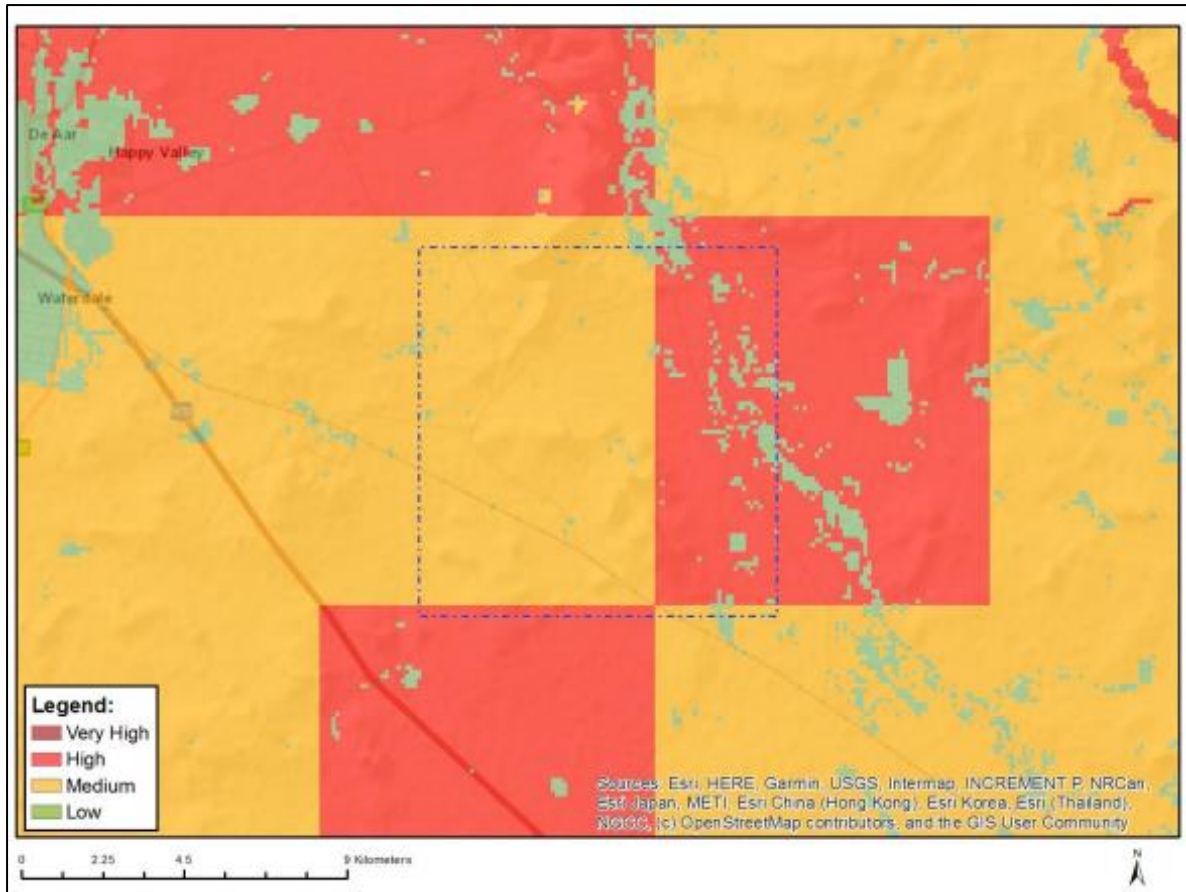 De Aar
Happy Valley
Waterdale
Legend:
Very High
High
Medium
Low
Sources: Esri, HERE, Garmin, USGS, Intermap, INCREMENT P, NRCan,
Esri Japan, METI, Esri China (Hong Kong), Esri Korea, Esri (Thailand),
NGCC, (c) OpenStreetMap contributors, and the GIS User Community
0 2.25 4.5 9 Kilometers
N